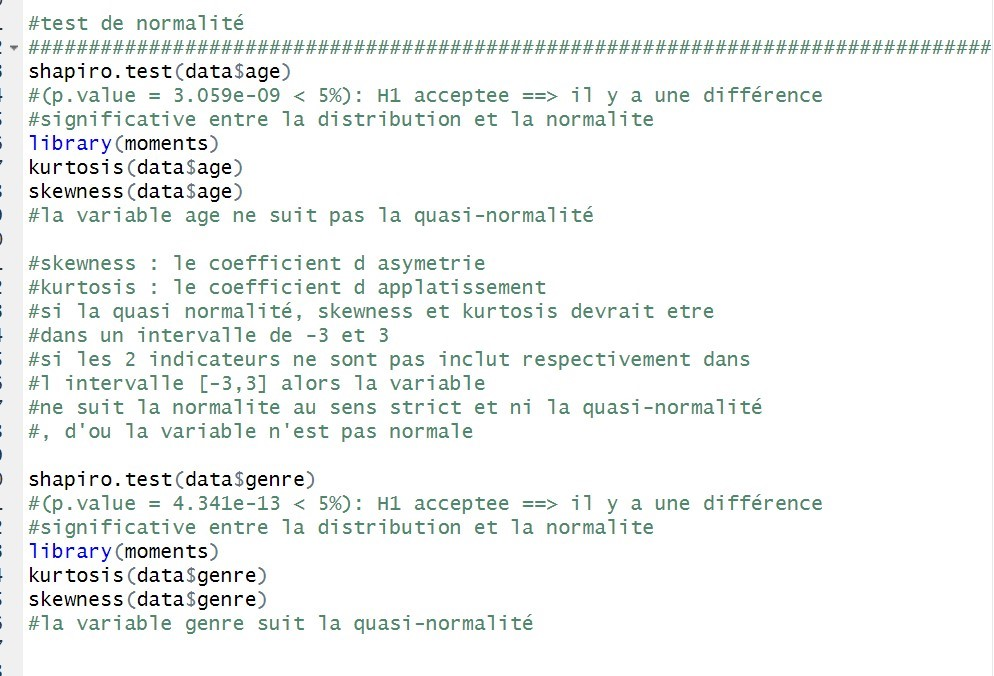 #test de normalité
################################################################################
shapiro.test(data$age)
#(p.value = 3.059e-09 < 5%): H1 acceptee ==> il y a une différence
#significative entre la distribution et la normalite
library(moments)
kurtosis(data$age)
skewness(data$age)
#la variable age ne suit pas la quasi-normalité
#skewness : le coefficient d asymetrie
#kurtosis : le coefficient d applatissement
#si la quasi normalité, skewness et kurtosis devrait etre
#dans un intervalle de -3 et 3
#si les 2 indicateurs ne sont pas inclut respectivement dans
#l intervalle [-3,3] alors la variable
#ne suit la normalite au sens strict et ni la quasi-normalité
#, d'ou la variable n'est pas normale
shapiro.test(data$genre)
#(p.value = 4.341e-13 < 5%): H1 acceptee ==> il y a une différence
#significative entre la distribution et la normalite
library(moments)
kurtosis(data$genre)
skewness(data$genre)
#la variable genre suit la quasi-normalité